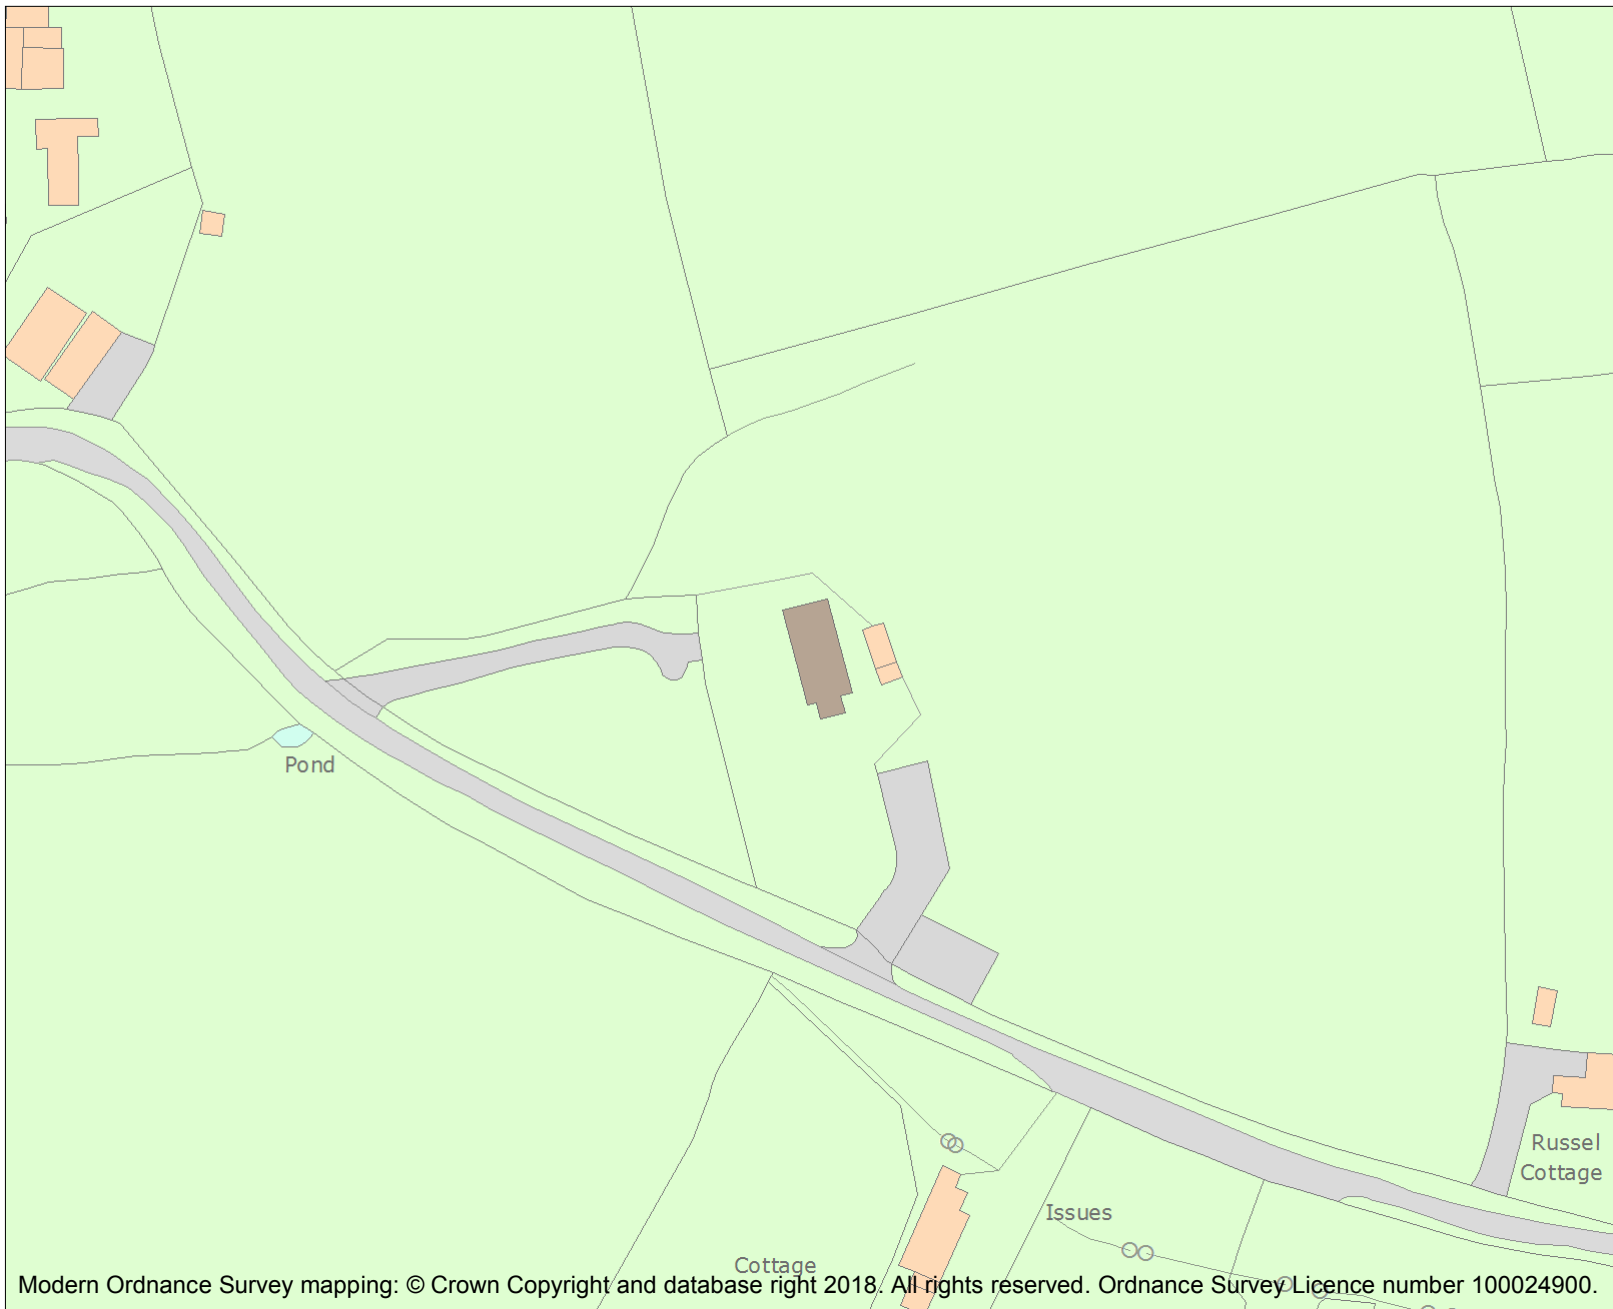 Pond
Russel
Cottage
Issues
Cottage
Modern Ordnance Survey mapping: © Crown Copyright and database right 2018. All rights reserved. Ordnance Survey Licence number 100024900.